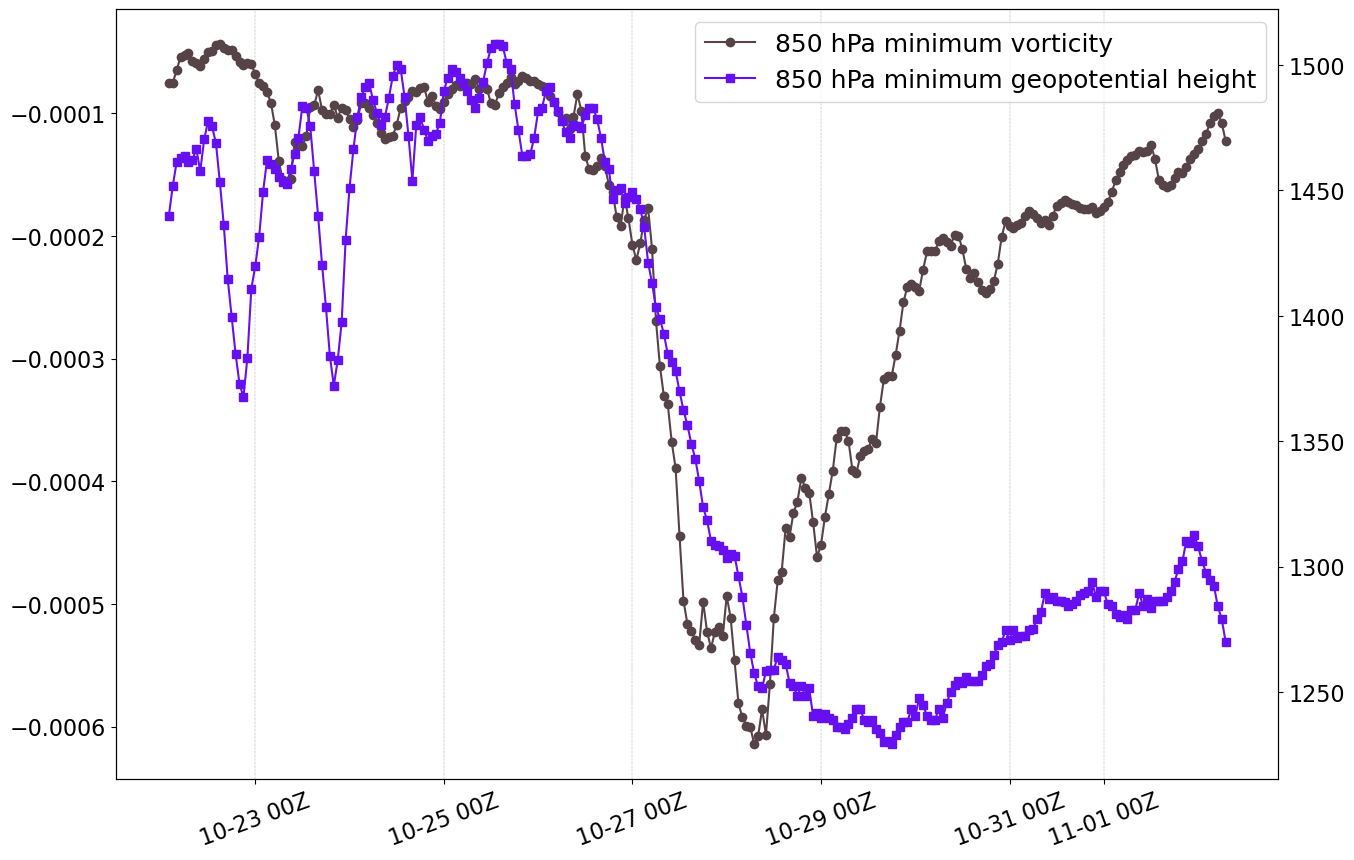 850 hPa minimum vorticity
850 hPa minimum geopotential height
−0.0001
−0.0002
−0.0003
−0.0004
−0.0005
−0.0006
1500
1450
1400
1350
1300
1250
10-23 00Z
10-25 00Z
10-27 00Z
10-29 00Z
10-31 00Z
11-01 00Z